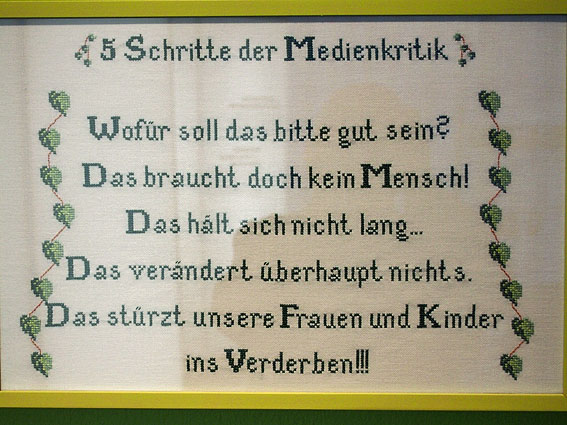 5 Schritte der Medienkritik
Wofür soll das bitte gut sein?
Das braucht doch kein Mensch!
Das hält sich nicht lang...
Das verändert überhaupt nichts.
Das stürzt unsere Frauen und Kinder
ins Verderben!!!